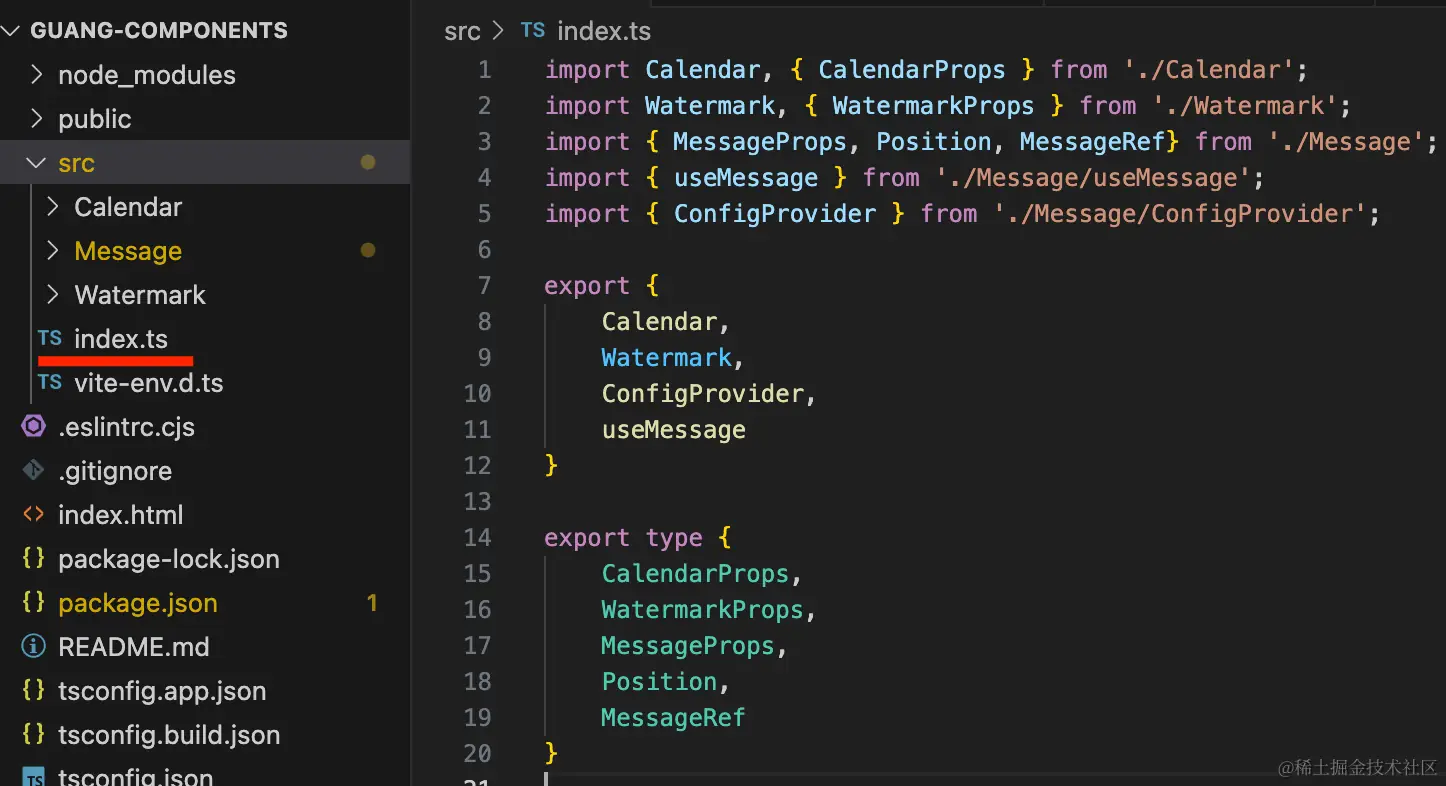 GUANG-COMPONENTS
node_modules
public
src
Calendar
Message
Watermark
TS index.ts
TS vite-env.d.ts
.eslintrc.cjs
.gitignore
<> index.html
{} package-lock.json
{} package.json 1
README.md
{} tsconfig.app.json
{} tsconfig.build.json
TS tsconfig.json
src > TS index.ts
1 import Calendar, { CalendarProps } from './Calendar';
2 import Watermark, { WatermarkProps } from './Watermark';
3 import { MessageProps, Position, MessageRef} from './Message';
4 import { useMessage } from './Message/useMessage';
5 import { ConfigProvider } from './Message/ConfigProvider';
6
7 export {
8 Calendar,
9 Watermark,
10 ConfigProvider,
11 useMessage
12 }
13
14 export type {
15 CalendarProps,
16 WatermarkProps,
17 MessageProps,
18 Position,
19 MessageRef
20 }
21
@稀土掘金技术社区